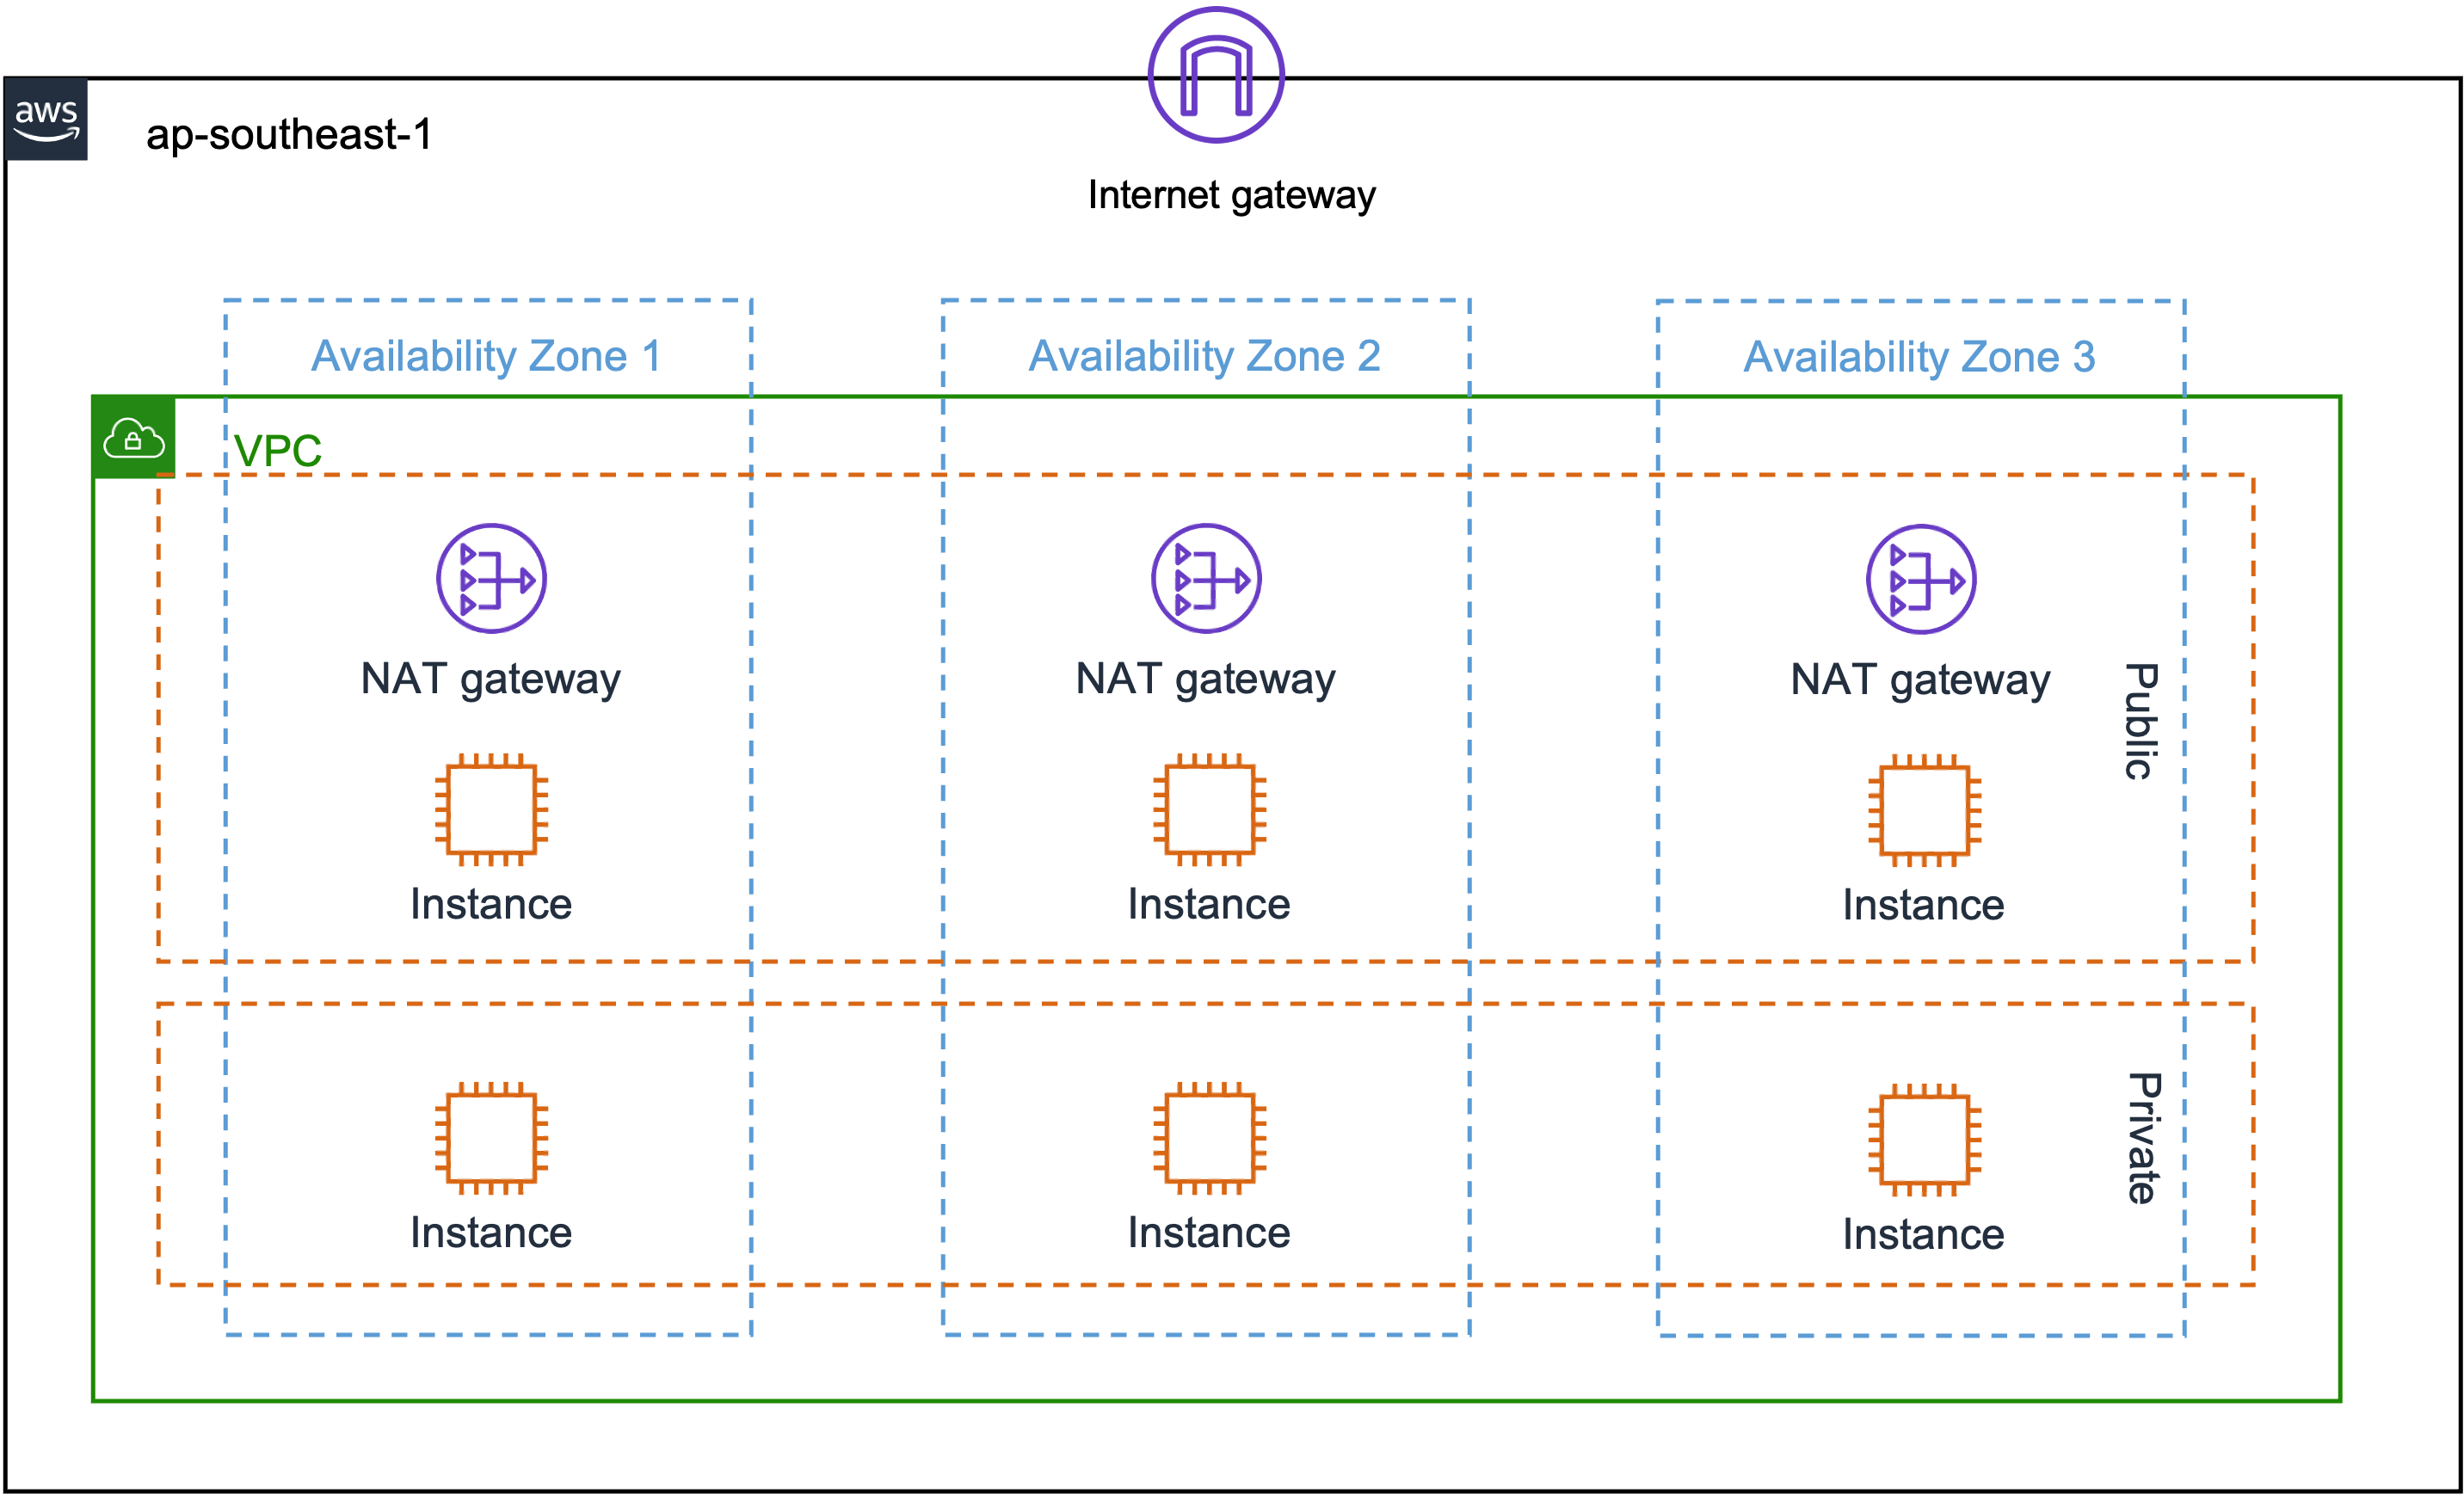 aws
ap-southeast-1
Internet gateway
Availability Zone 1
Availability Zone 2
Availability Zone 3
VPC
NAT gateway
NAT gateway
NAT gateway
Public
Instance
Instance
Instance
Private
Instance
Instance
Instance